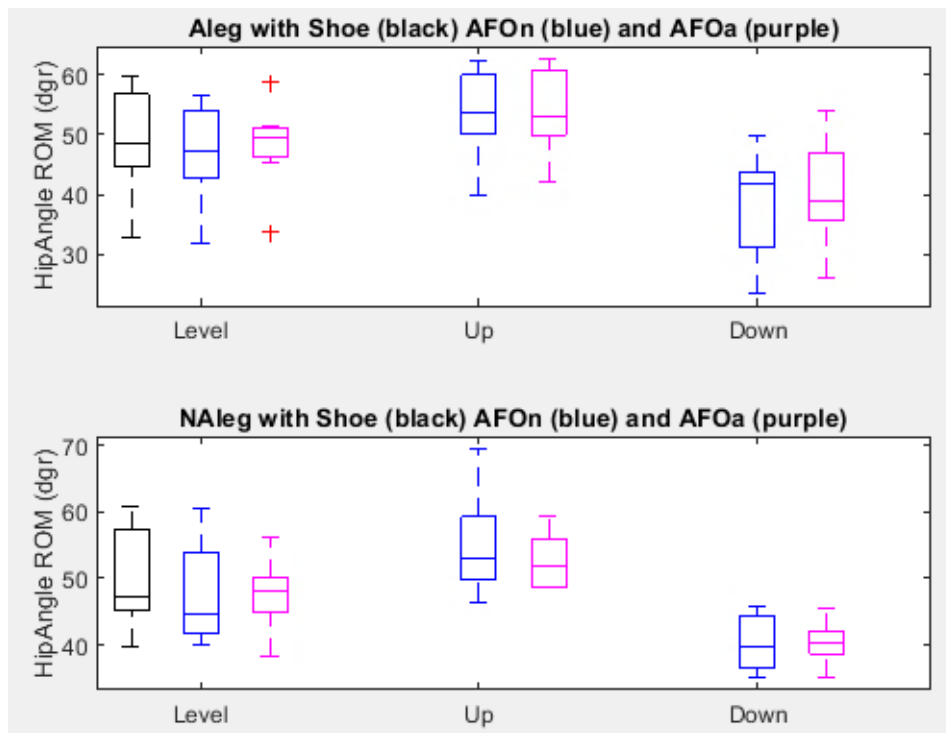 Aleg with Shoe (black) AFOn (blue) and AFOa (purple)
HipAngle ROM (dgr)
60
50
40
30
Level Up Down
NAleg with Shoe (black) AFOn (blue) and AFOa (purple)
HipAngle ROM (dgr)
70
60
50
40
Level Up Down